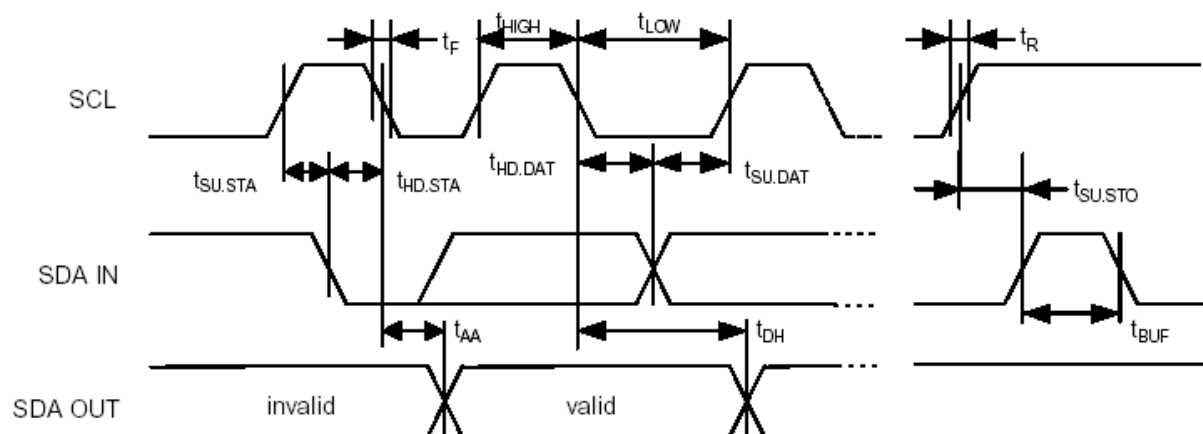 tF
tHIGH
tLOW
tR
SCL
tSU.STA
tHD.STA
tHD.DAT
tSU.DAT
tSU.STO
SDA IN
tAA
tDH
tBUF
SDA OUT
invalid
valid